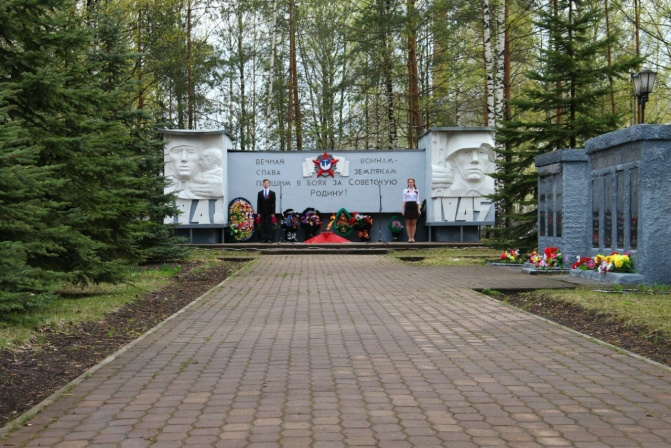 Вечная воинам-
слава землякам
павшим в боях за Советскую
Родину!
1941
1945